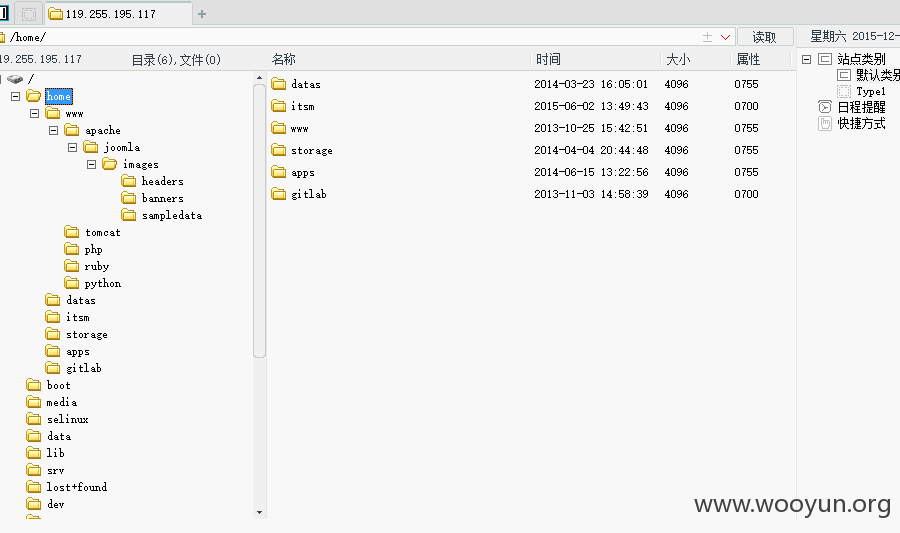 119.255.195.117 +
/home/ 读取 星期六 2015-12-
19.255.195.117 目录(6),文件(0) 名称 时间 大小 属性
/
home
www
apache
joomla
images
headers
banners
sampledata
tomcat
php
ruby
python
datas
itsm
storage
apps
gitlab
boot
media
selinux
data
lib
srv
lost+found
dev
datas 2014-03-23 16:05:01 4096 0755
itsm 2015-06-02 13:49:43 4096 0700
www 2013-10-25 15:42:51 4096 0755
storage 2014-04-04 20:44:48 4096 0755
apps 2014-06-15 13:22:56 4096 0755
gitlab 2013-11-03 14:58:39 4096 0700
站点类别
默认类别
Type1
日程提醒
快捷方式
www.wooyun.org